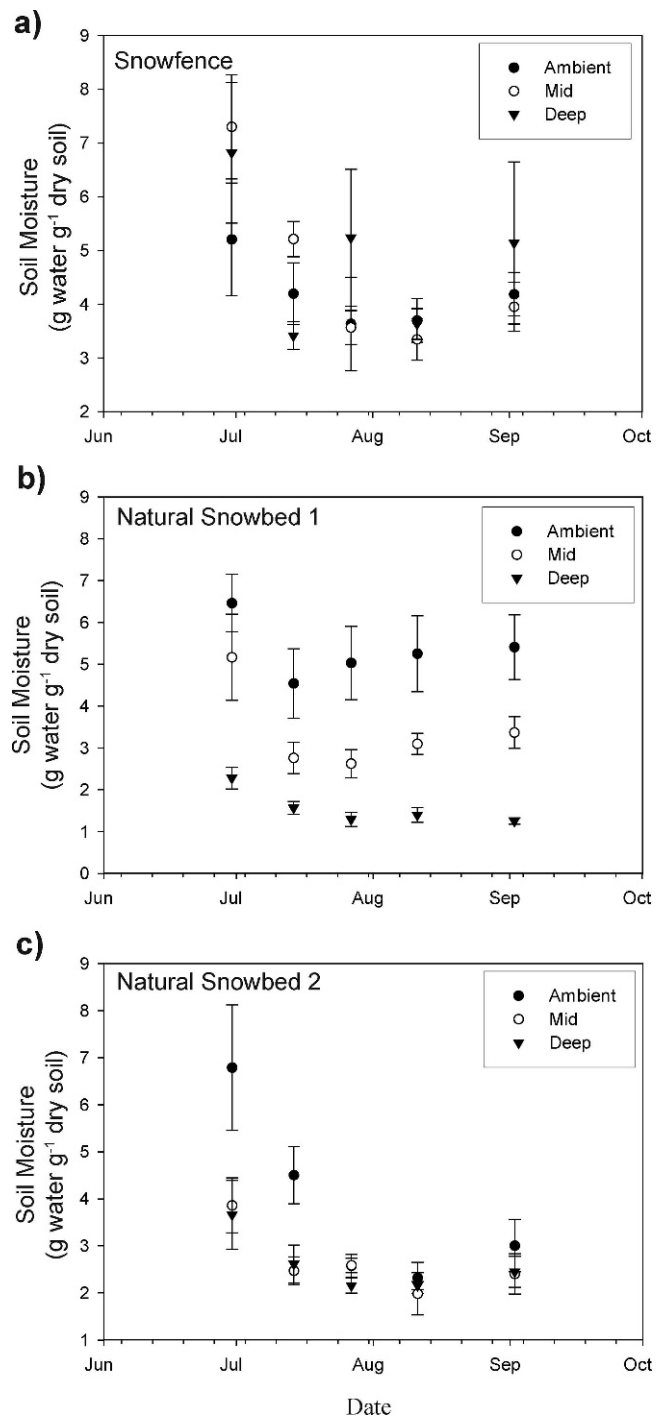 a)
Snowfence
Ambient
Mid
Deep
Soil Moisture
(g water g⁻¹ dry soil)
9
8
7
6
5
4
3
2
Jun Jul Aug Sep Oct
b)
Natural Snowbed 1
Ambient
Mid
Deep
Soil Moisture
(g water g⁻¹ dry soil)
9
8
7
6
5
4
3
2
1
0
Jun Jul Aug Sep Oct
c)
Natural Snowbed 2
Ambient
Mid
Deep
Soil Moisture
(g water g⁻¹ dry soil)
9
8
7
6
5
4
3
2
1
Jun Jul Aug Sep Oct
Date